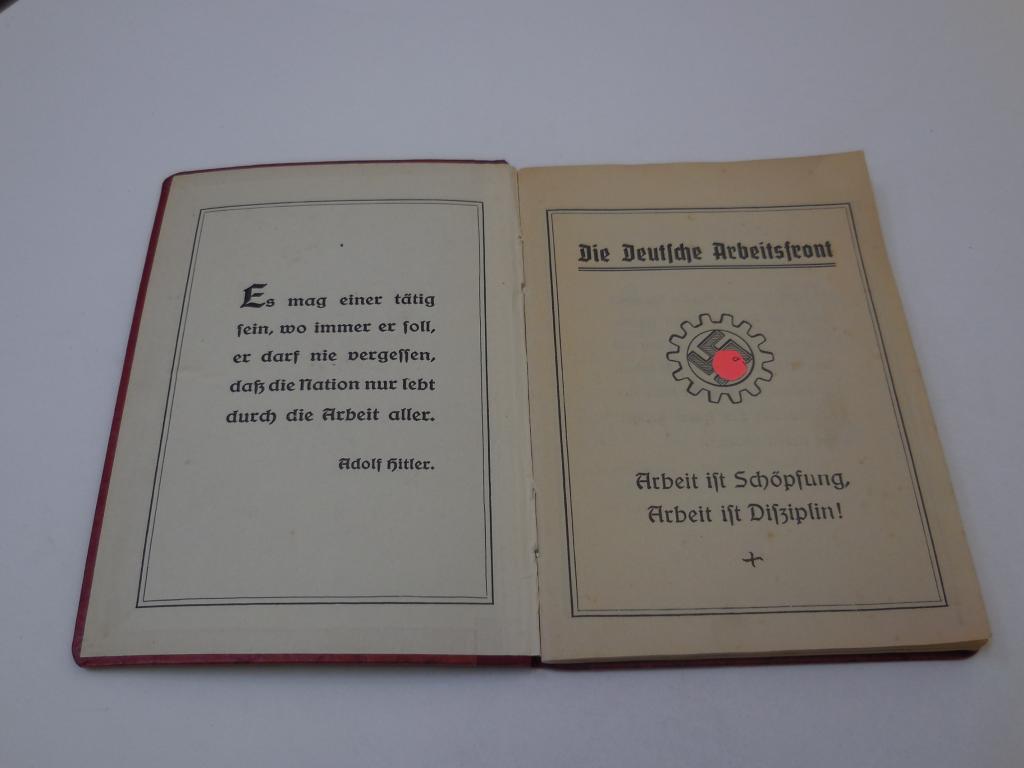 Es mag einer tätig
sein, wo immer er soll,
er darf nie vergessen,
daß die Nation nur lebt
durch die Arbeit aller.
Adolf Hitler.
Die Deutsche Arbeitsfront
Arbeit ist Schöpfung,
Arbeit ist Disziplin!